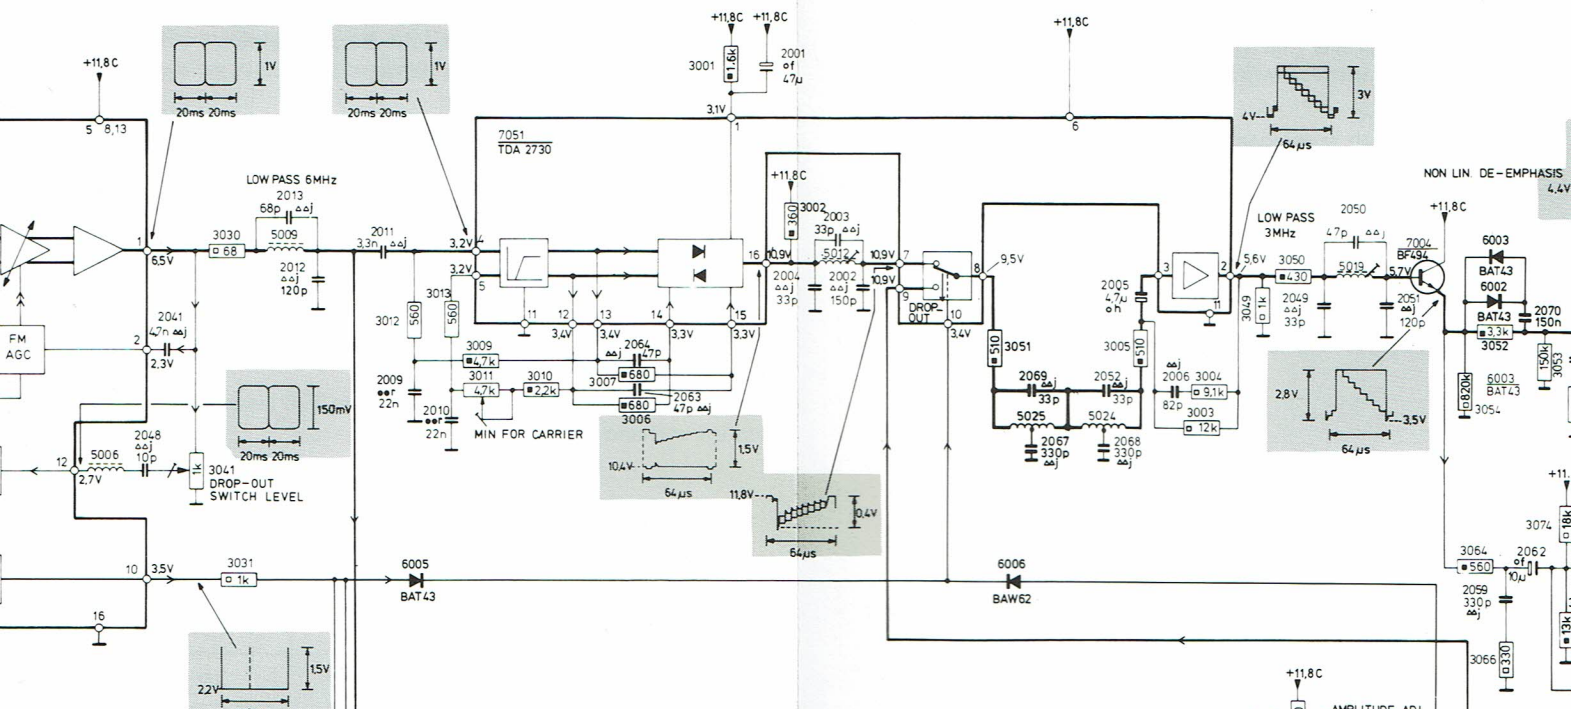 +11,8C
5 8,13
1V
20ms 20ms
1V
20ms 20ms
+11,8C
+11,8C
3001
1.6k
2001
of
47µ
3,1V
1
+11,8C
6
7051
TDA 2730
4V--
3V
64µs
NON LIN. DE-EMPHASIS
4,4V
LOW PASS 6MHz
2013
68p
3030
68
5009
2012
120p
1
6,5V
2011
3,3n
3,2V
4
3,2V
5
+11,8C
3002
360
2003
33p
5012
16
10,9V
2004
33p
2002
150p
10,9V
7
10,9V
9
DROP-
OUT
8
9,5V
10
3,4V
2005
4,7µ
3
2
5,6V
11
LOW PASS
3MHz
3050
430
3049
1k
2049
33p
2050
47p
5019
5,7V
2051
120p
+11,8C
7004
BF494
6003
BAT43
6002
BAT43
3,3k
3052
2070
150n
FM
AGC
2041
4,7n
2
2,3V
3012
560
3013
560
11
12
3,4V
13
3,4V
14
3,3V
15
3,3V
3009
4,7k
3011
4,7k
3010
2,2k
2064
47p
680
3007
2063
47p
680
3006
2009
22n
2010
22n
MIN FOR CARRIER
510
3051
3005
510
2069
33p
2052
33p
5025
5024
2067
330p
2068
330p
2006
82p
3004
9,1k
3003
12k
2,8V
--3,5V
64µs
820k
3054
6003
BAT43
150k
3053
150mV
20ms 20ms
12
2,7V
5006
2048
10p
1k
3041
DROP-OUT
SWITCH LEVEL
10,4V
1,5V
64µs
11,8V--
0,4V
64µs
10
3,5V
3031
1k
6005
BAT43
6006
BAW62
16
2,2V
1,5V
+11.
3074
18k
3064
560
2062
of
10µ
2059
330p
3066
330
13k
+11,8C
AMPLITUDE ADJ.